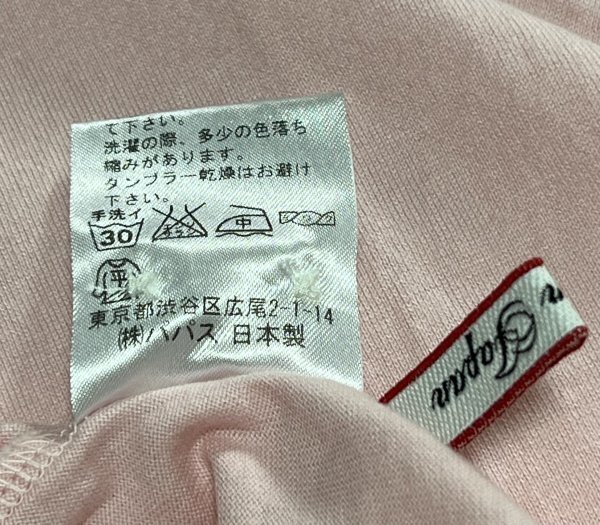 て下さい。
洗濯の際、多少の色落ち
縮みがあります。
タンブラー乾燥はお避け
下さい。
手洗イ
30
中
平
東京都渋谷区広尾2-1-14
(株)パパス 日本製
Japan